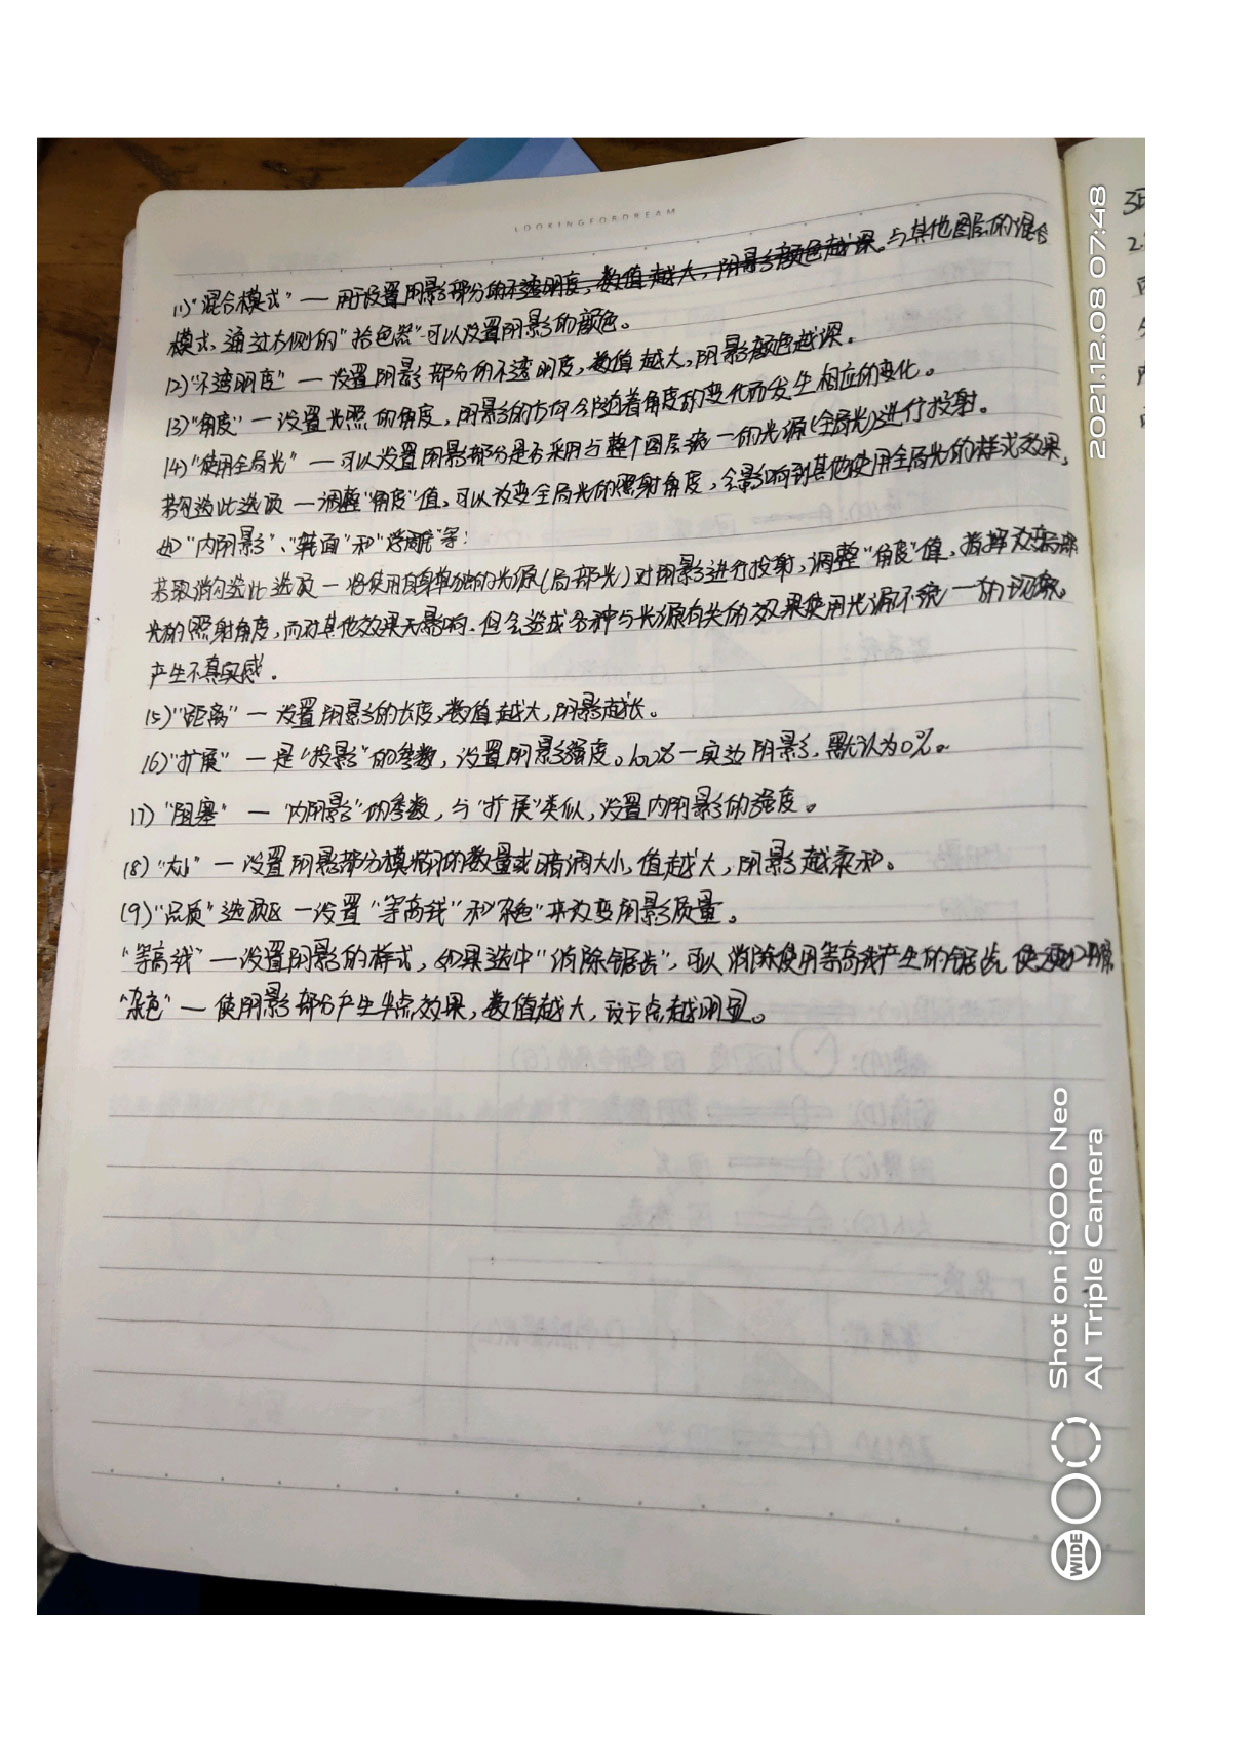 LOOKINGFORDREAM
(1)"混合模式" — 用于设置阴影部分的不透明度，数值越大，阴影颜色越深。与其他图层的混合
模式。通过右侧的"拾色器"可以设置阴影的颜色。
(2)"不透明度" — 设置阴影部分的不透明度，数值越大，阴影颜色越深。
(3)"角度" — 设置光照的角度，阴影的方向会随着角度的变化而发生相应的变化。
(4)"使用全局光" — 可以设置阴影部分是否采用与整个图层统一的光源(全局光)进行投射。
若勾选此选项 — 调整"角度"值，可以改变全局光的照射角度，会影响到其他使用全局光的样式效果，
如"内阴影"、"斜面"和"浮雕"等；
若取消勾选此选项 — 将使用自身单独的光源(局部光)对阴影进行投射，调整"角度"值，改变局部
光的照射角度，而对其他效果无影响，但会造成各种与光源有关的效果使用光源不统一的现象。
产生不真实感。
(5)"距离" — 设置阴影的长度，数值越大，阴影越长。
(6)"扩展" — 是"投影"的参数，设置阴影强度。100% — 实边阴影，默认为0%。
(7)"阻塞" — "内阴影"的参数，与"扩展"类似，设置内阴影的强度。
(8)"大小" — 设置阴影部分模糊的数量或暗调大小，值越大，阴影越柔和。
(9)"品质"选项区 — 设置"等高线"和"杂色"来改变阴影质量。
"等高线" — 设置阴影的样式，如果选中"消除锯齿"，可以消除使用等高线产生的锯齿，使之
"杂色" — 使阴影部分产生半点效果，数值越大，点越明显。
3
2.
2021.12.08 07:48
Shot on iQOO Neo
AI Triple Camera
WIDE